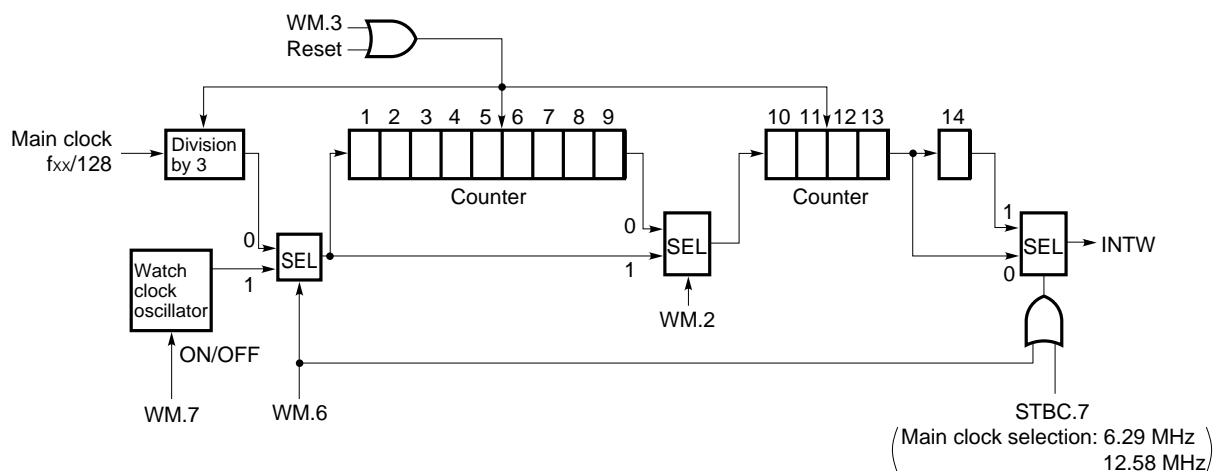 WM.3
Reset
1 2 3 4 5 6 7 8 9
10 11 12 13
14
Main clock
fxx/128
Division
by 3
Counter
Counter
0
1
SEL
0
1
SEL
1
0
SEL
INTW
Watch
clock
oscillator
ON/OFF
WM.2
WM.7
WM.6
STBC.7
(Main clock selection: 6.29 MHz
12.58 MHz)